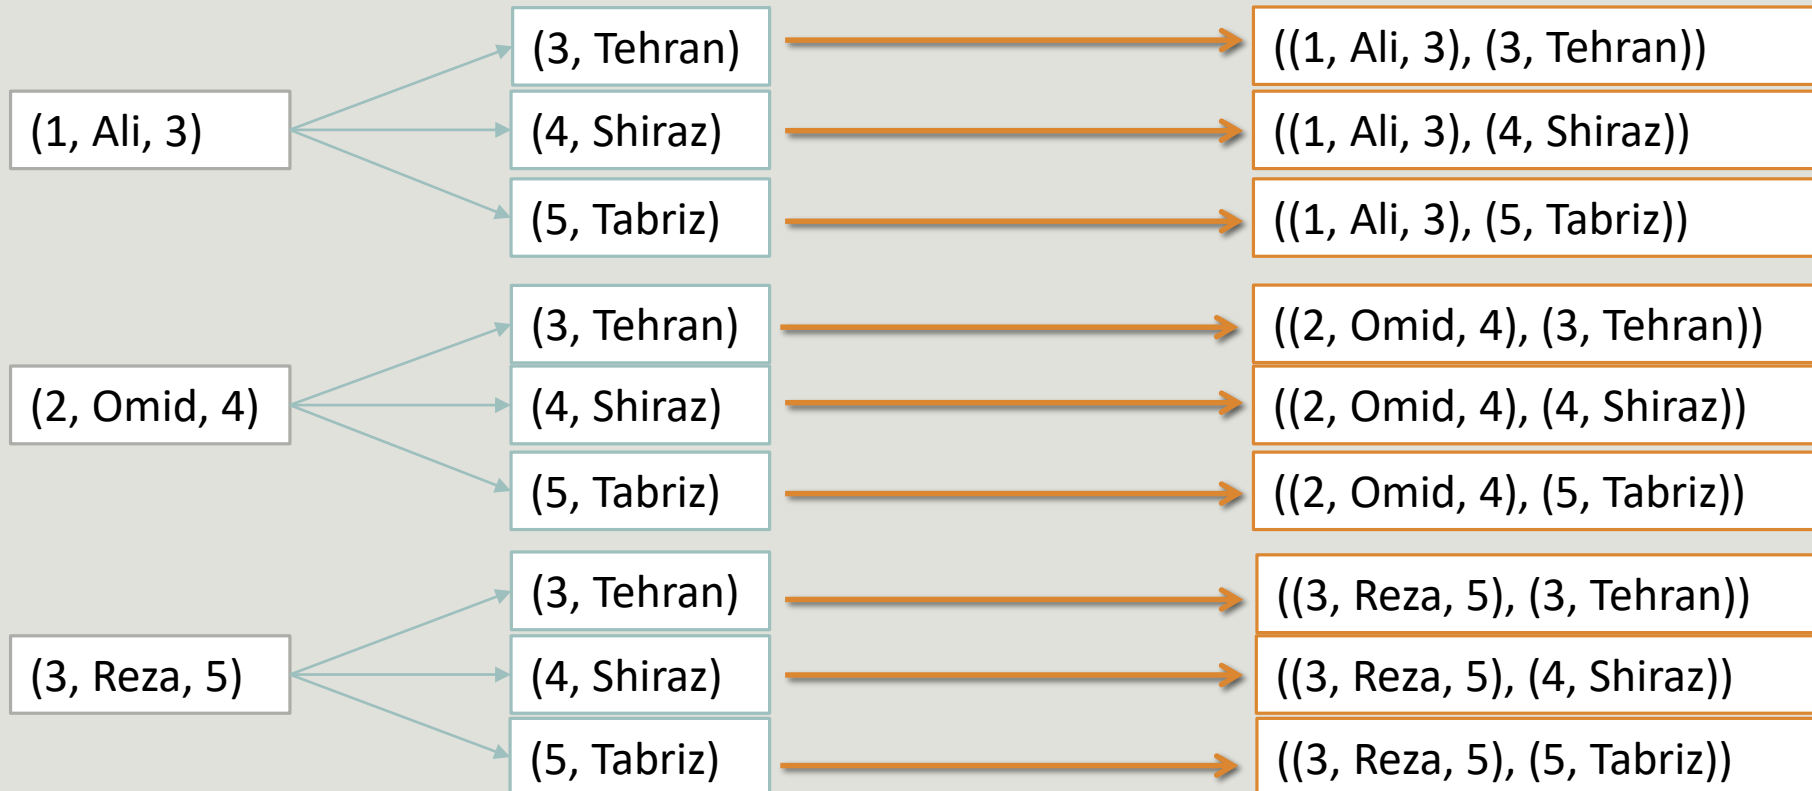 (3, Tehran)
((1, Ali, 3), (3, Tehran))
(1, Ali, 3)
(4, Shiraz)
((1, Ali, 3), (4, Shiraz))
(5, Tabriz)
((1, Ali, 3), (5, Tabriz))
(3, Tehran)
((2, Omid, 4), (3, Tehran))
(2, Omid, 4)
(4, Shiraz)
((2, Omid, 4), (4, Shiraz))
(5, Tabriz)
((2, Omid, 4), (5, Tabriz))
(3, Tehran)
((3, Reza, 5), (3, Tehran))
(3, Reza, 5)
(4, Shiraz)
((3, Reza, 5), (4, Shiraz))
(5, Tabriz)
((3, Reza, 5), (5, Tabriz))